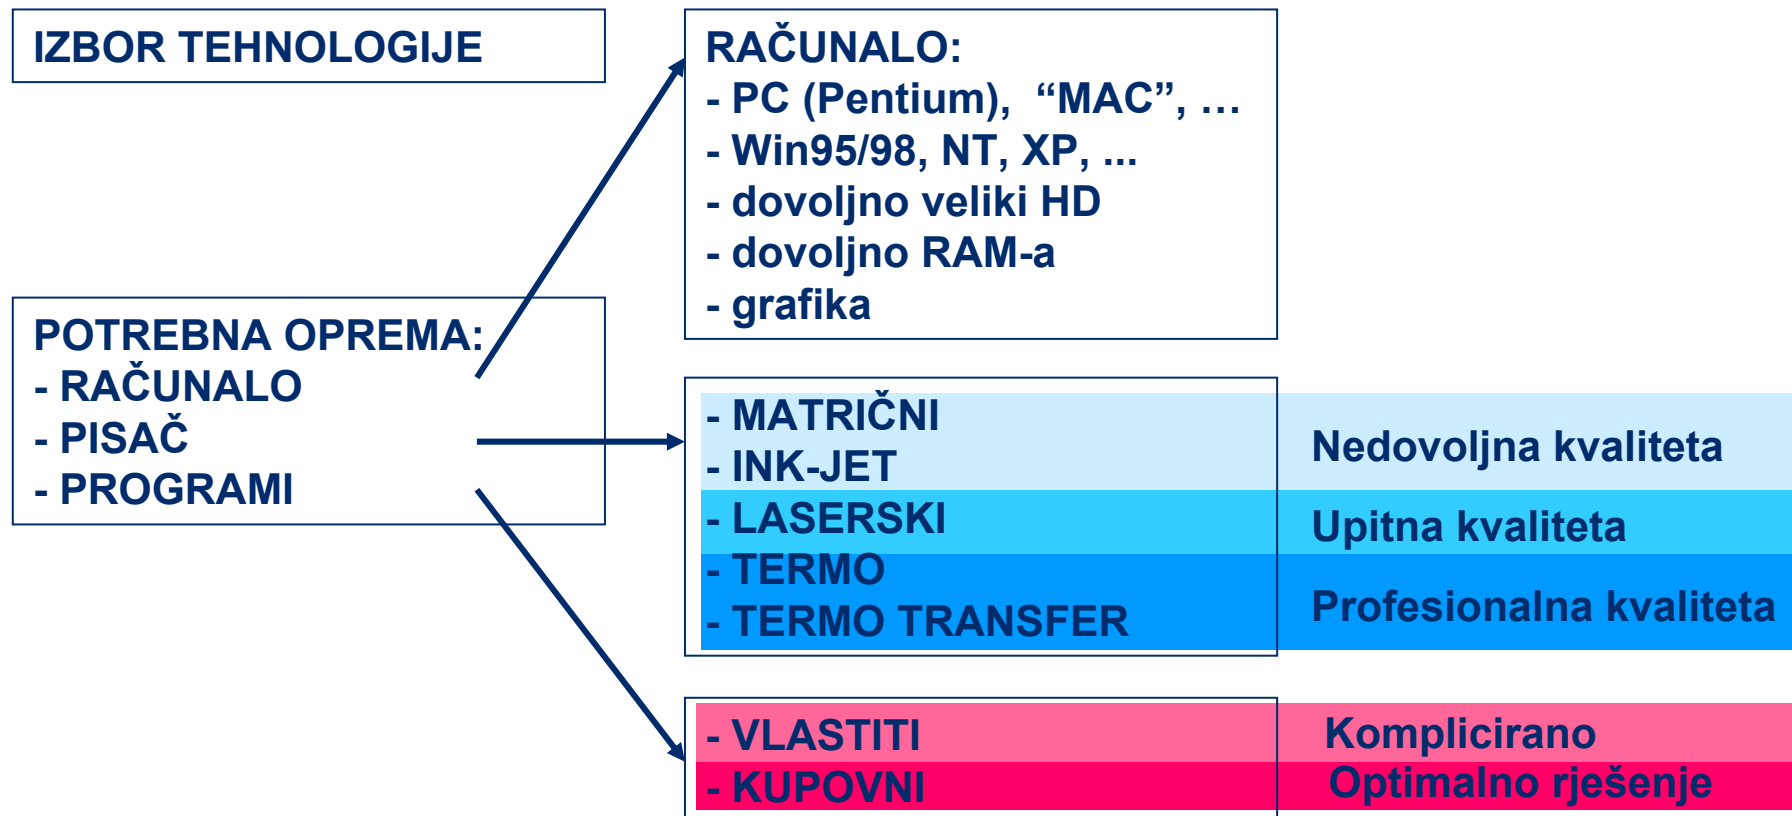 IZBOR TEHNOLOGIJE
POTREBNA OPREMA:
- RAČUNALO
- PISAČ
- PROGRAMI
RAČUNALO:
- PC (Pentium), “MAC”, …
- Win95/98, NT, XP, ...
- dovoljno veliki HD
- dovoljno RAM-a
- grafika
- MATRIČNI
- INK-JET
- LASERSKI
- TERMO
- TERMO TRANSFER
Nedovoljna kvaliteta
Upitna kvaliteta
Profesionalna kvaliteta
- VLASTITI
- KUPOVNI
Komplicirano
Optimalno rješenje